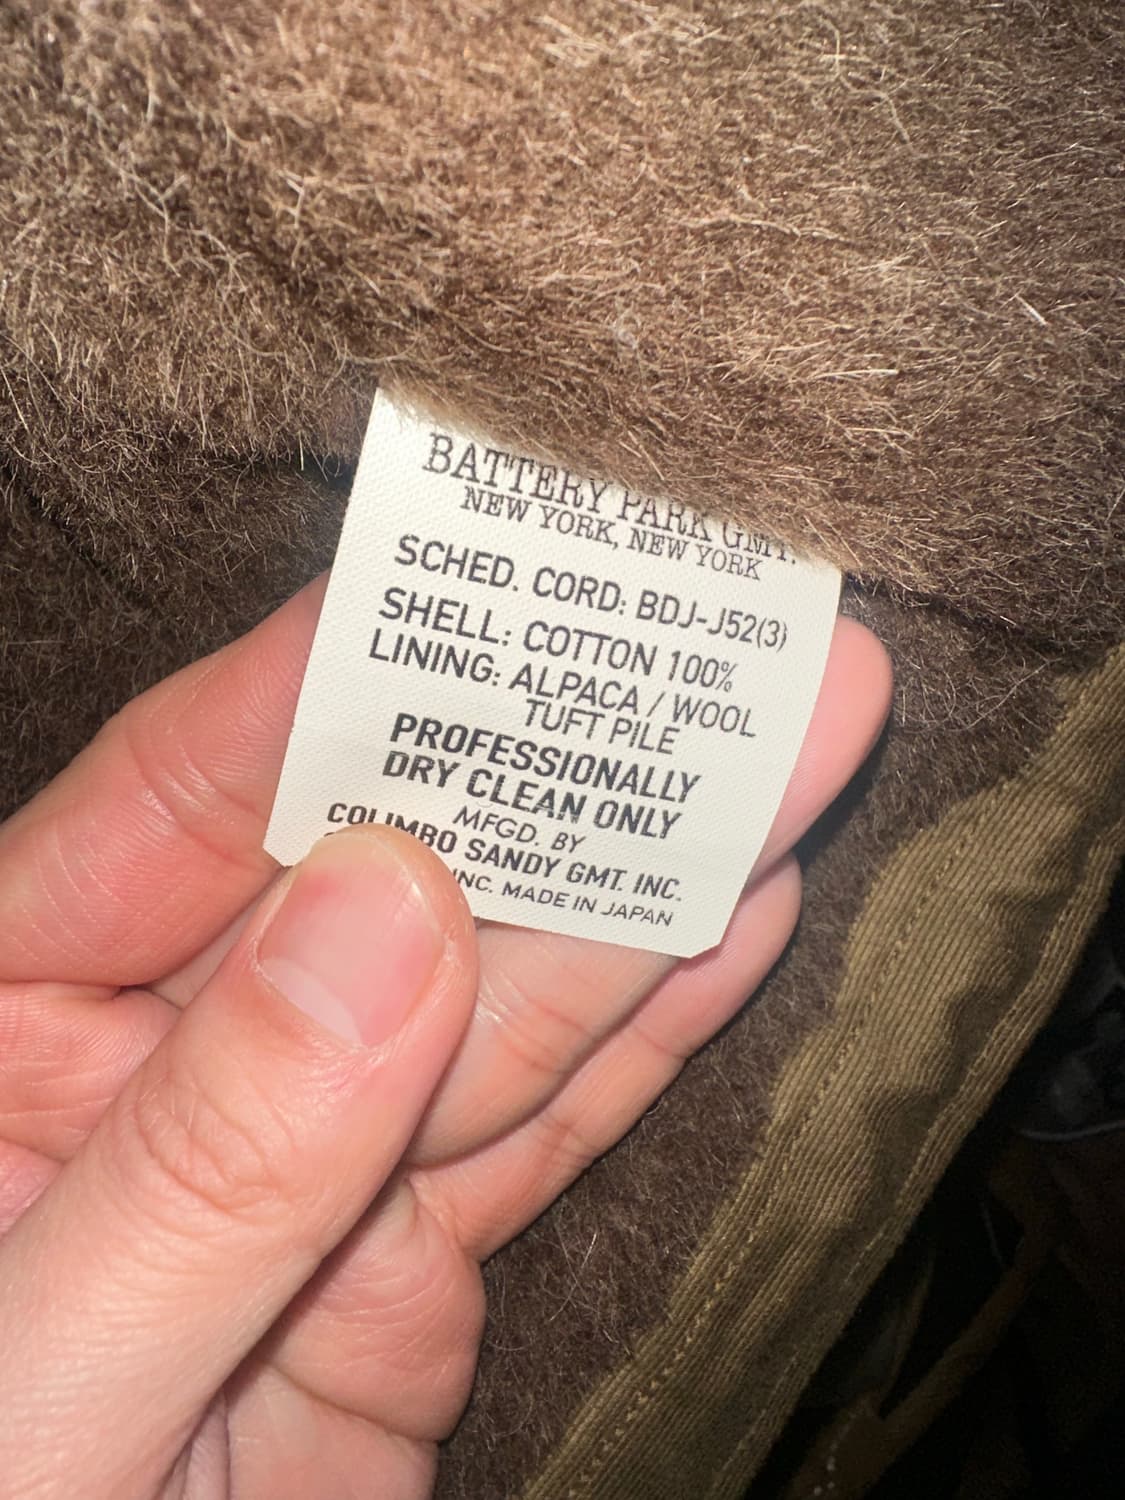 BATTERY PARK GMT.
NEW YORK, NEW YORK
SCHED. CORD: BDJ-J52(3)
SHELL: COTTON 100%
LINING: ALPACA / WOOL
TUFT PILE
PROFESSIONALLY
DRY CLEAN ONLY
MFGD. BY
COLIMBO SANDY GMT. INC.
INC. MADE IN JAPAN